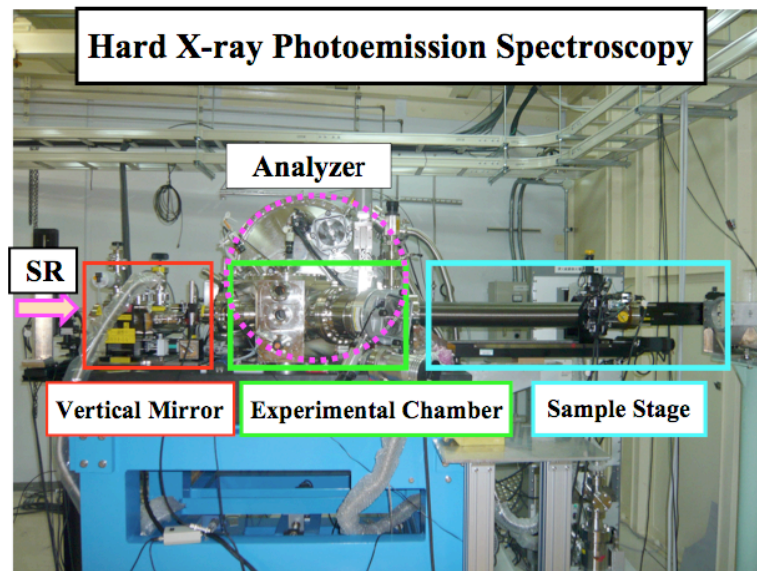 Hard X-ray Photoemission Spectroscopy
Analyzer
SR
Vertical Mirror
Experimental Chamber
Sample Stage